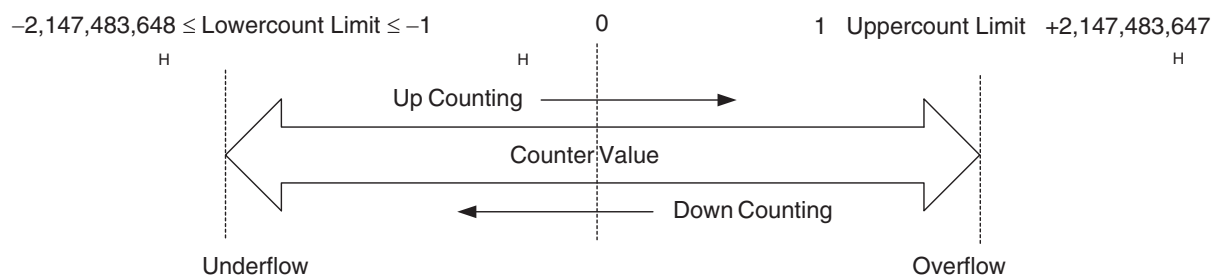 −2,147,483,648 ≤ Lowercount Limit ≤ −1 0 1 Uppercount Limit +2,147,483,647
H H H
Up Counting
Counter Value
Down Counting
Underflow Overflow